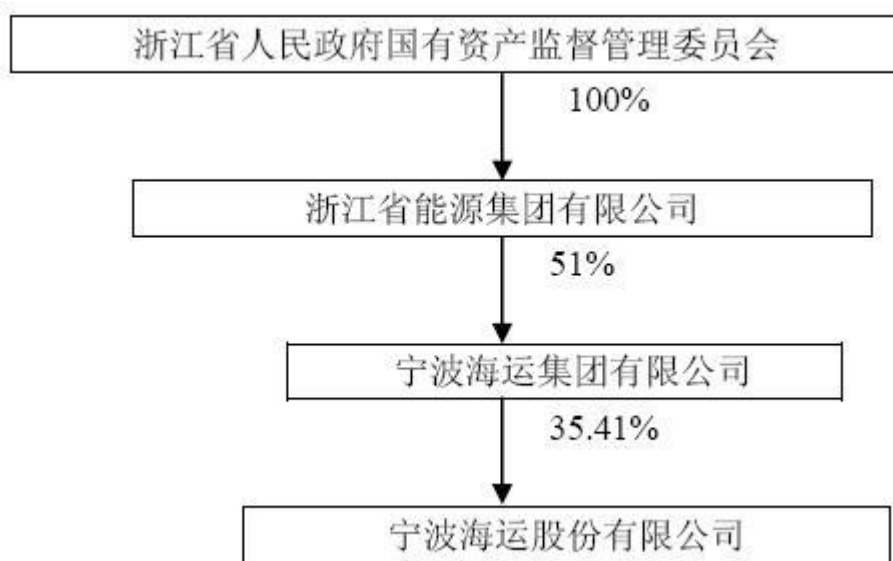 浙江省人民政府国有资产监督管理委员会
100%
浙江省能源集团有限公司
51%
宁波海运集团有限公司
35.41%
宁波海运股份有限公司